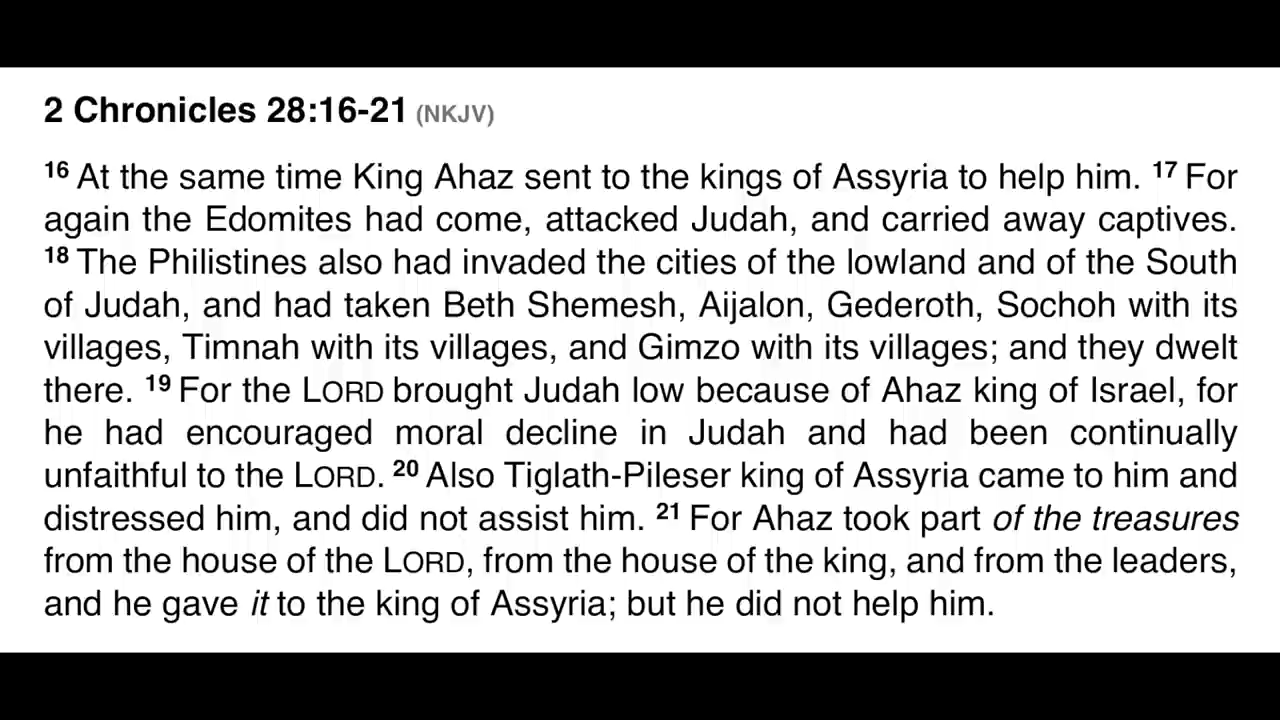 2 Chronicles 28:16-21 (NKJV)
16 At the same time King Ahaz sent to the kings of Assyria to help him. 17 For
again the Edomites had come, attacked Judah, and carried away captives.
18 The Philistines also had invaded the cities of the lowland and of the South
of Judah, and had taken Beth Shemesh, Aijalon, Gederoth, Sochoh with its
villages, Timnah with its villages, and Gimzo with its villages; and they dwelt
there. 19 For the LORD brought Judah low because of Ahaz king of Israel, for
he had encouraged moral decline in Judah and had been continually
unfaithful to the LORD. 20 Also Tiglath-Pileser king of Assyria came to him and
distressed him, and did not assist him. 21 For Ahaz took part of the treasures
from the house of the LORD, from the house of the king, and from the leaders,
and he gave it to the king of Assyria; but he did not help him.